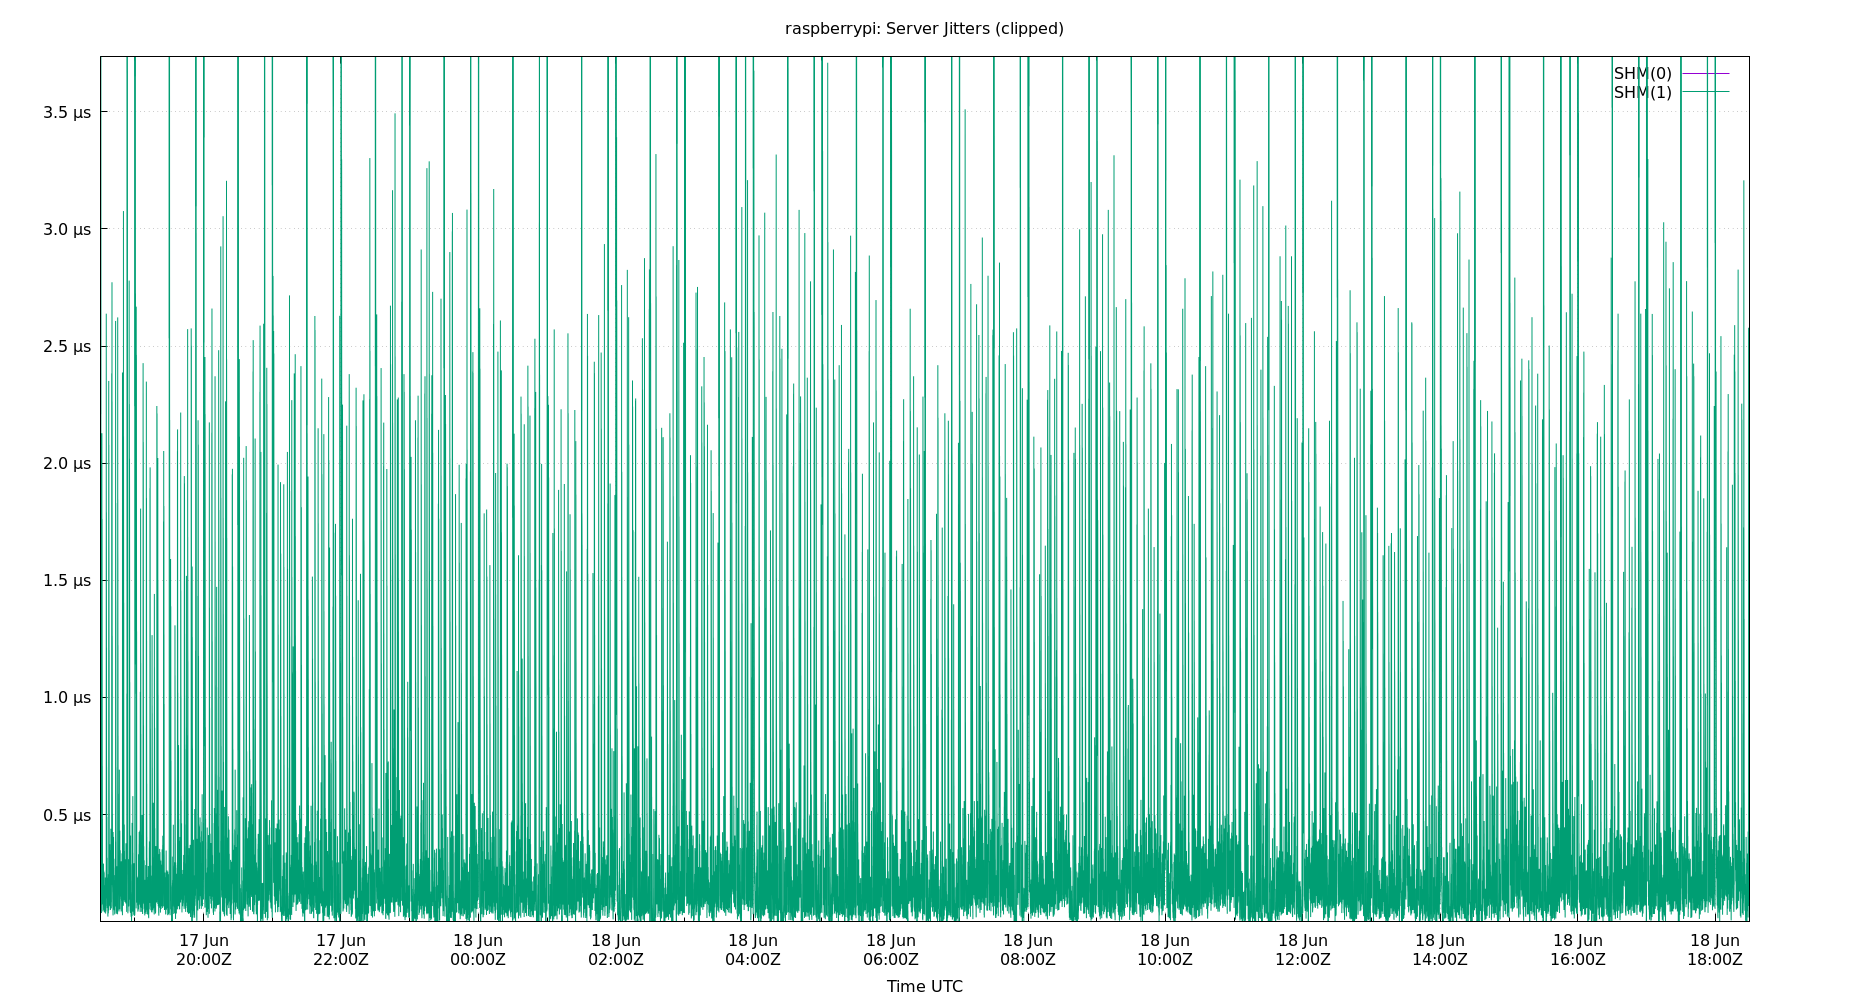 raspberrypi: Server Jitters (clipped)
SHM(0)
SHM(1)
3.5 µs
3.0 µs
2.5 µs
2.0 µs
1.5 µs
1.0 µs
0.5 µs
17 Jun 17 Jun 18 Jun 18 Jun 18 Jun 18 Jun 18 Jun 18 Jun 18 Jun 18 Jun 18 Jun 18 Jun
20:00Z 22:00Z 00:00Z 02:00Z 04:00Z 06:00Z 08:00Z 10:00Z 12:00Z 14:00Z 16:00Z 18:00Z
Time UTC